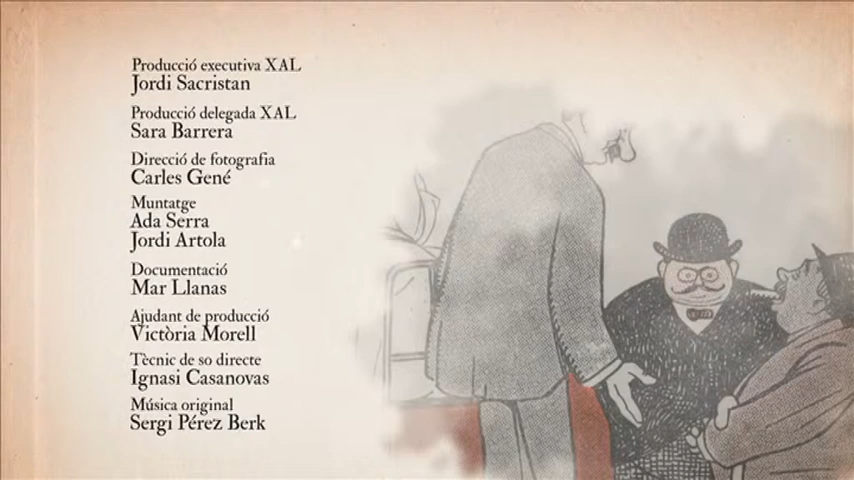 Producció executiva XAL
Jordi Sacristan
Producció delegada XAL
Sara Barrera
Direcció de fotografia
Carles Gené
Muntatge
Ada Serra
Jordi Artola
Documentació
Mar Llanas
Ajudant de producció
Victòria Morell
Tècnic de so directe
Ignasi Casanovas
Música original
Sergi Pérez Berk